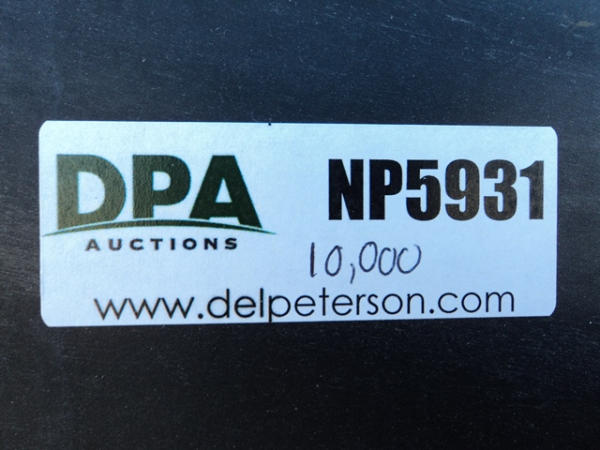 DPA NP5931
AUCTIONS
10,000
www.delpeterson.com